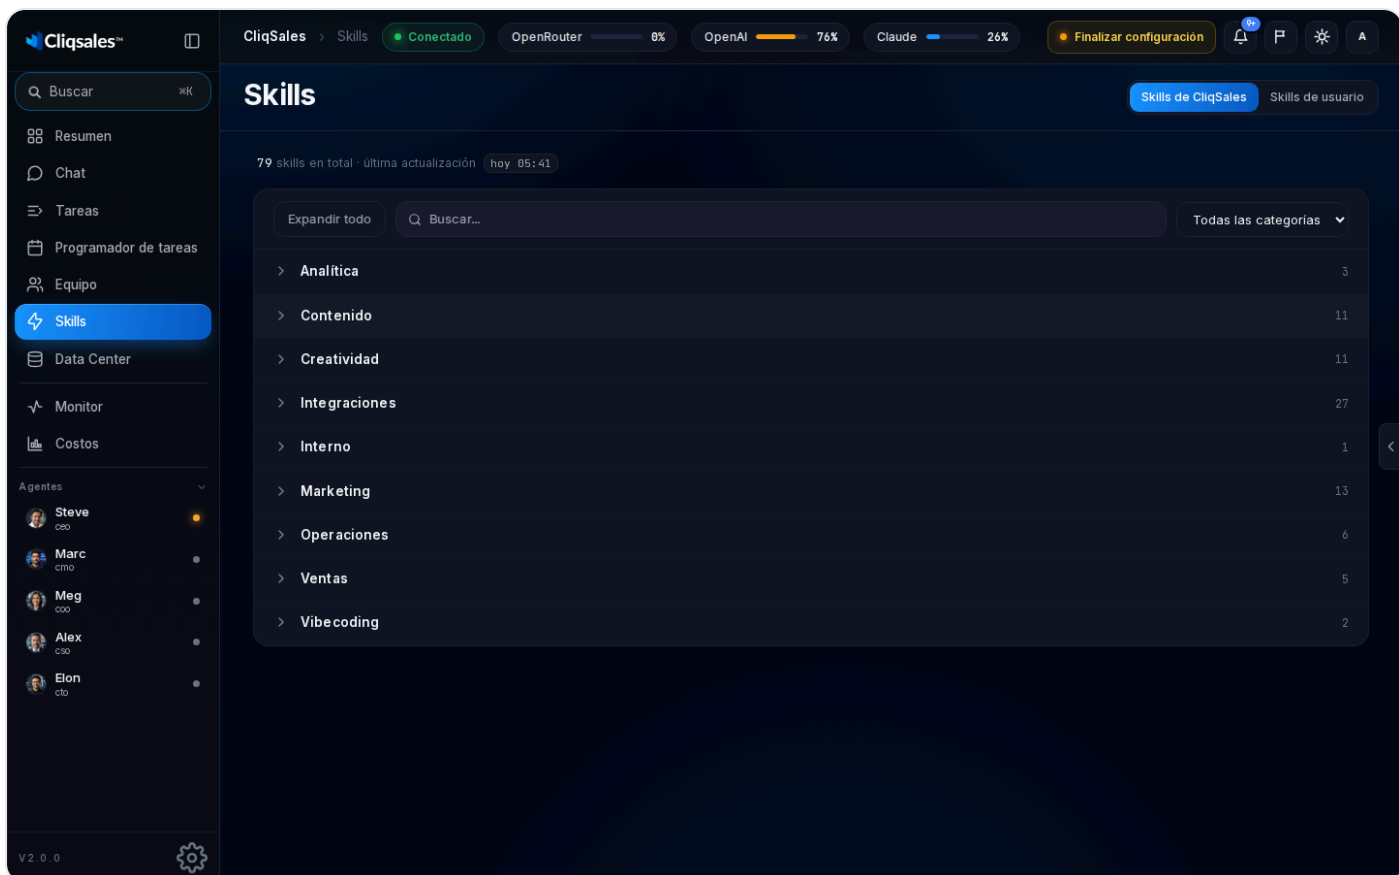 Cliqsales™
CliqSales > Skills
Conectado
OpenRouter 0%
OpenAI 76%
Claude 26%
Finalizar configuración
9+
A
Buscar ⌘K
Resumen
Chat
Tareas
Programador de tareas
Equipo
Skills
Data Center
Monitor
Costos
Agentes
Steve
ceo
Marc
cmo
Meg
coo
Alex
cso
Elon
cto
V2.0.0
Skills
Skills de CliqSales
Skills de usuario
79 skills en total · última actualización hoy 05:41
Expandir todo
Buscar...
Todas las categorías
Analítica 3
Contenido 11
Creatividad 11
Integraciones 27
Interno 1
Marketing 13
Operaciones 6
Ventas 5
Vibecoding 2